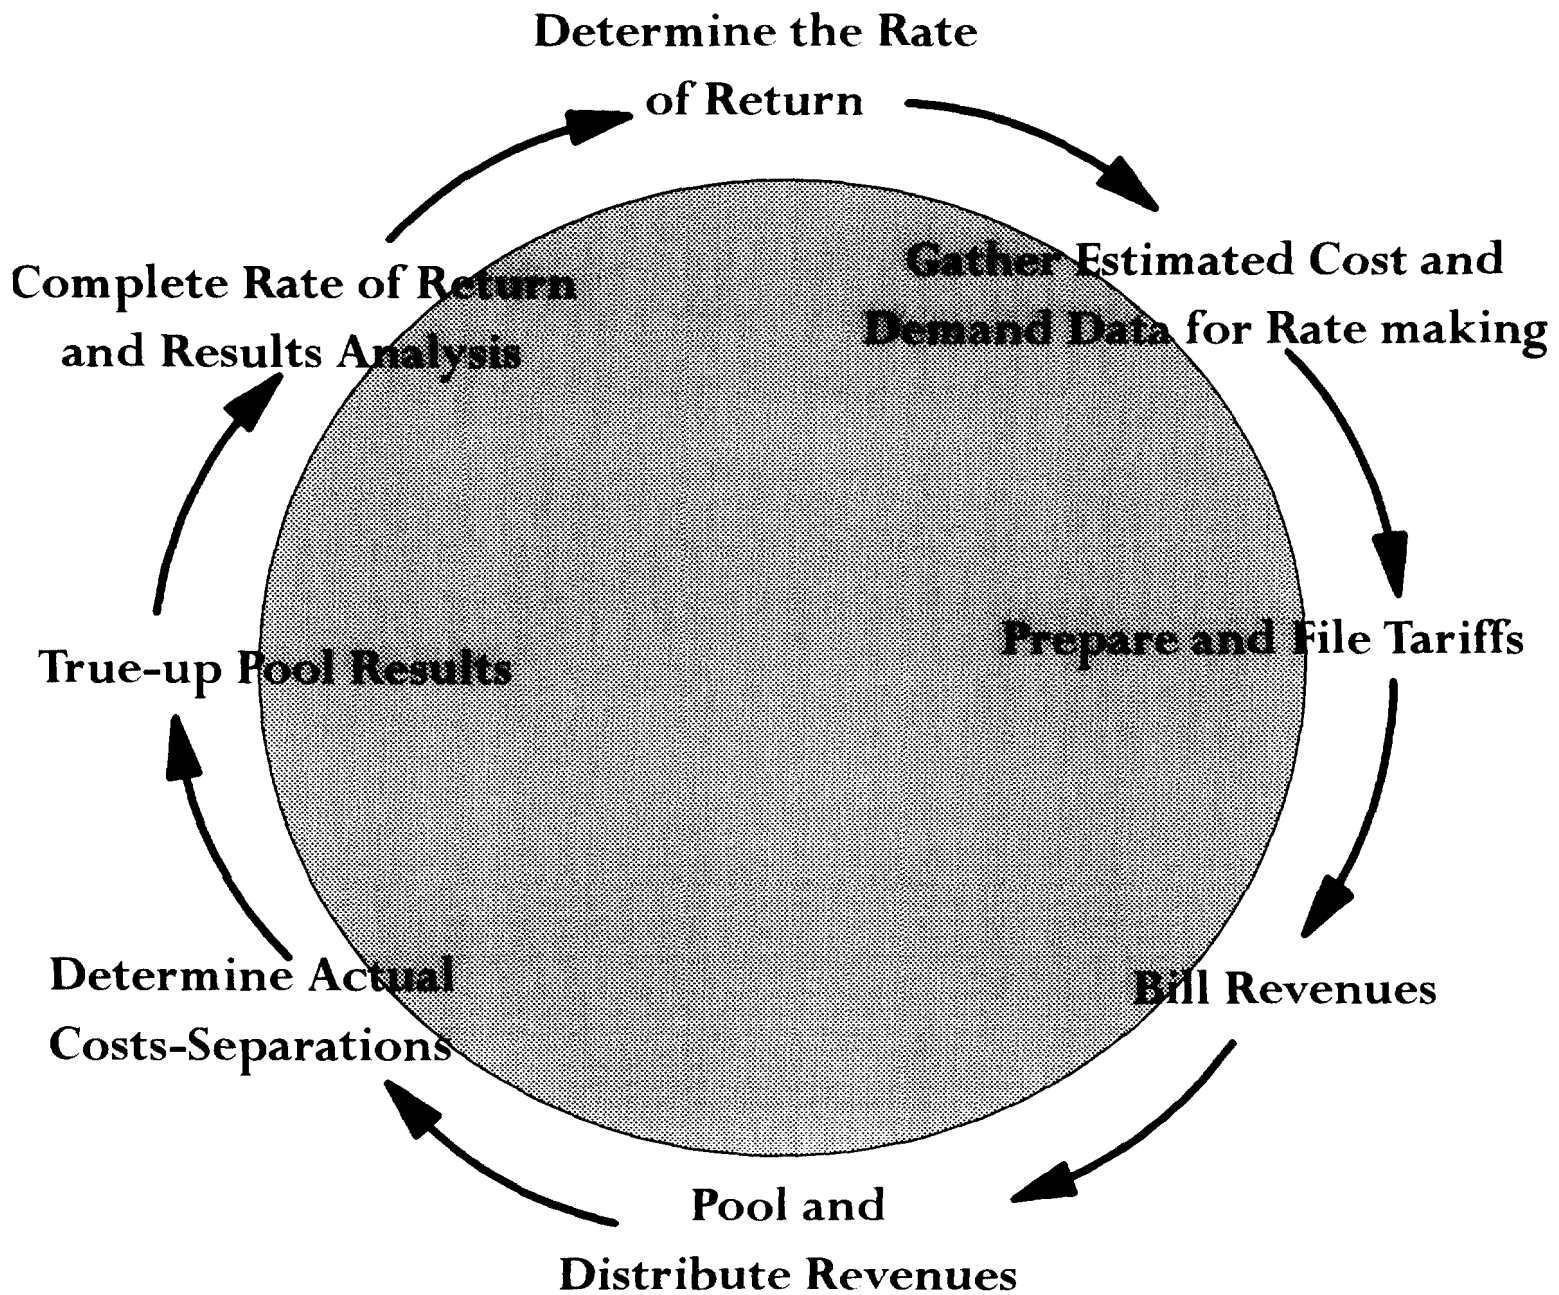 Determine the Rate
of Return
Gather Estimated Cost and
Demand Data for Rate making
Prepare and File Tariffs
Bill Revenues
Pool and
Distribute Revenues
Determine Actual
Costs-Separations
True-up Pool Results
Complete Rate of Return
and Results Analysis